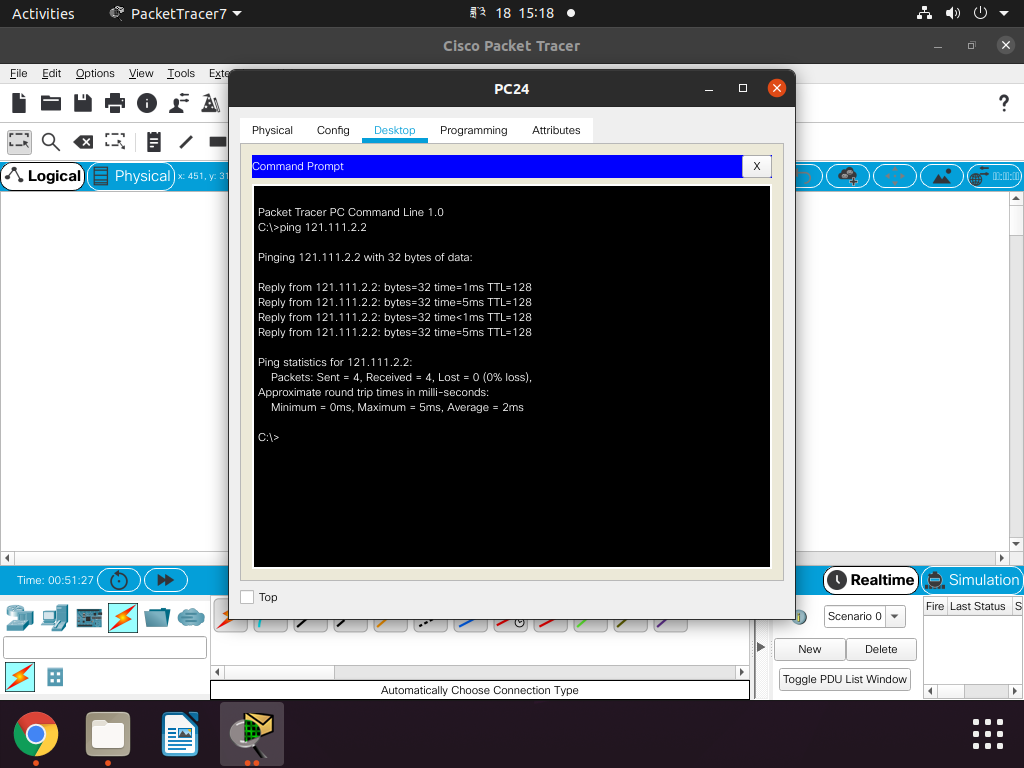 Activities
PacketTracer7
18 15:18
Cisco Packet Tracer
File Edit Options View Tools Exte
PC24
Physical Config Desktop Programming Attributes
Command Prompt
X
Logical
Physical
x: 451, y: 31
Packet Tracer PC Command Line 1.0
C:\>ping 121.111.2.2
Pinging 121.111.2.2 with 32 bytes of data:
Reply from 121.111.2.2: bytes=32 time=1ms TTL=128
Reply from 121.111.2.2: bytes=32 time=5ms TTL=128
Reply from 121.111.2.2: bytes=32 time<1ms TTL=128
Reply from 121.111.2.2: bytes=32 time=5ms TTL=128
Ping statistics for 121.111.2.2:
Packets: Sent = 4, Received = 4, Lost = 0 (0% loss),
Approximate round trip times in milli-seconds:
Minimum = 0ms, Maximum = 5ms, Average = 2ms
C:\>
Time: 00:51:27
Realtime
Simulation
Top
Scenario 0
Fire Last Status S
New
Delete
Toggle PDU List Window
Automatically Choose Connection Type